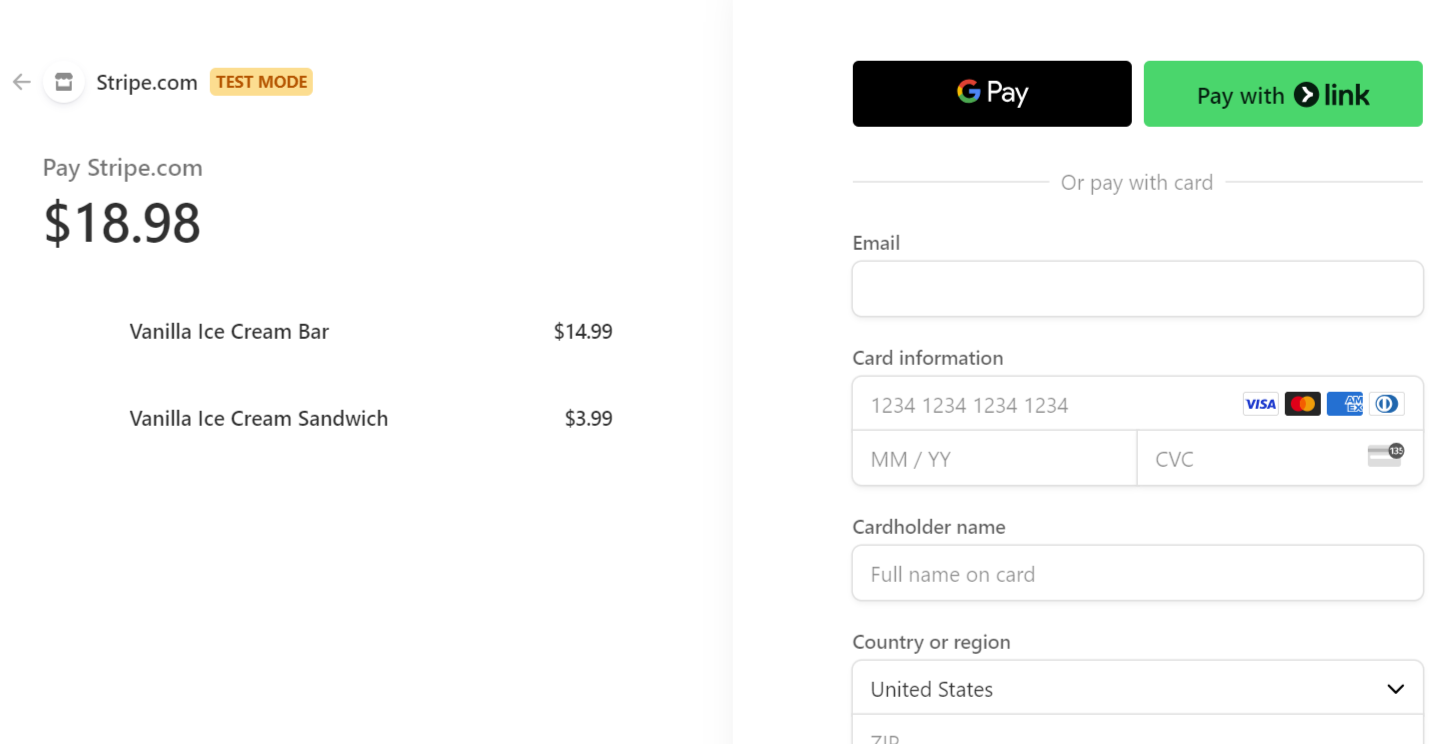 Stripe.com TEST MODE
Pay Stripe.com
$18.98
Vanilla Ice Cream Bar $14.99
Vanilla Ice Cream Sandwich $3.99
G Pay
Pay with link
Or pay with card
Email
Card information
1234 1234 1234 1234 VISA AMEX
MM / YY CVC 135
Cardholder name
Full name on card
Country or region
United States
ZIP